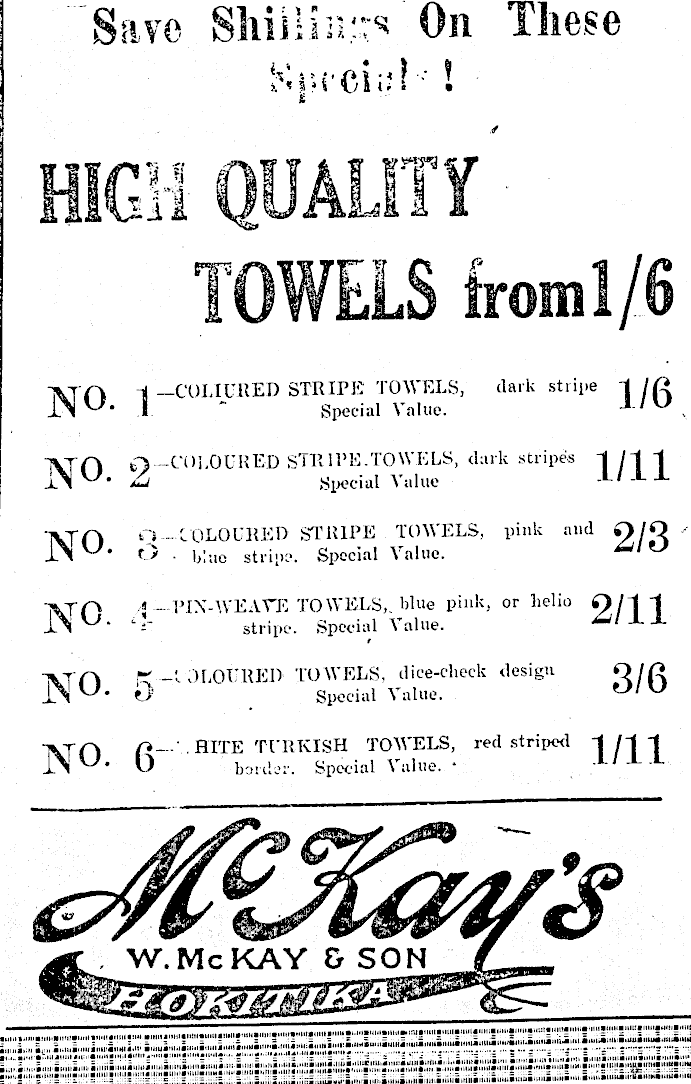 Save Shillings On These
Specials !
HIGH QUALITY
TOWELS from 1/6
NO. 1—COLIURED STRIPE TOWELS, dark stripe 1/6
Special Value.
NO. 2—COLOURED STRIPE TOWELS, dark stripes 1/11
Special Value
NO. 3—COLOURED STRIPE TOWELS, pink and 2/3
blue stripe. Special Value.
NO. 4—PIN-WEAVE TOWELS, blue pink, or helio 2/11
stripe. Special Value.
NO. 5—COLOURED TOWELS, dice-check design 3/6
Special Value.
NO. 6—WHITE TURKISH TOWELS, red striped 1/11
border. Special Value.
McKay's
W. McKAY & SON
HOKITIKA